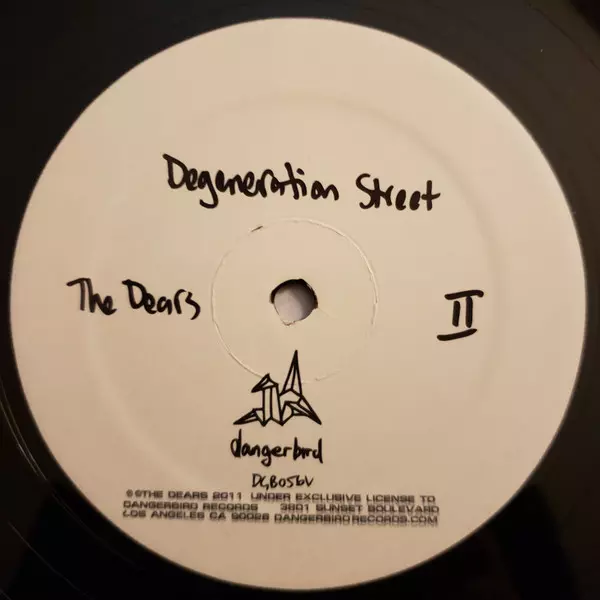 Degeneration Street
The Dears II
dangerbird
DGB056V
℗©THE DEARS 2011 UNDER EXCLUSIVE LICENSE TO
DANGERBIRD RECORDS 3801 SUNSET BOULEVARD
LOS ANGELES CA 90026 DANGERBIRDRECORDS.COM